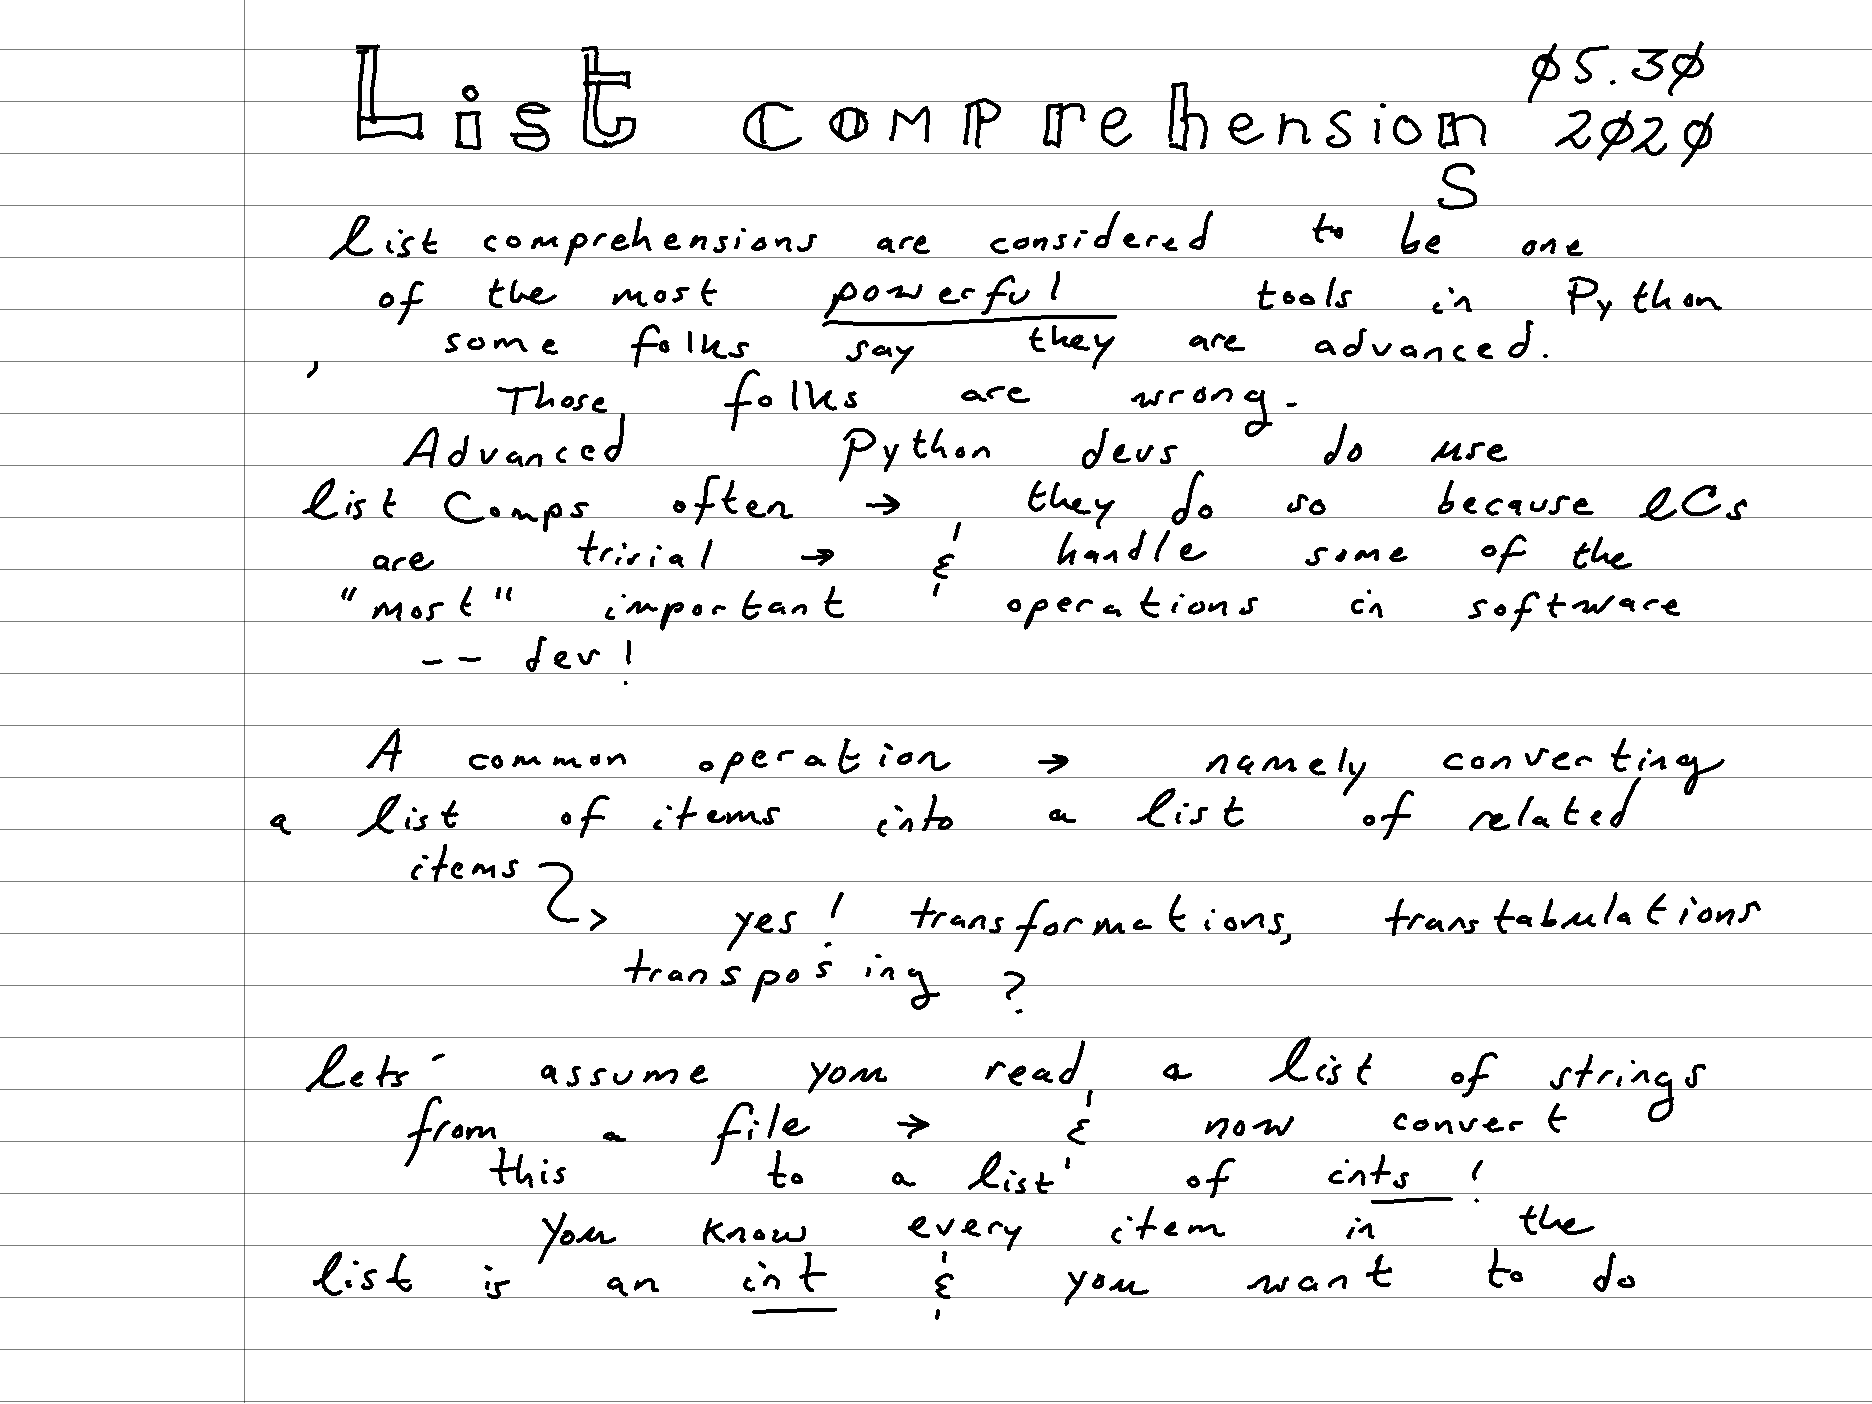 List comprehension ø5.3ø
S 2ø2ø
List comprehensions are considered to be one
of the most powerful tools in Python
, some folks say they are advanced.
Those folks are wrong.
Advanced Python devs do use
list Comps often → they do so because LCs
are trivial → & handle some of the
"most" important operations in software
-- dev!
A common operation → namely converting
a list of items into a list of related
items
→ yes! transformations, transtabulations
transposing ?
Lets' assume you read a list of strings
from a file → & now convert
this to a list of ints!
You know every item in the
list is an int & you want to do